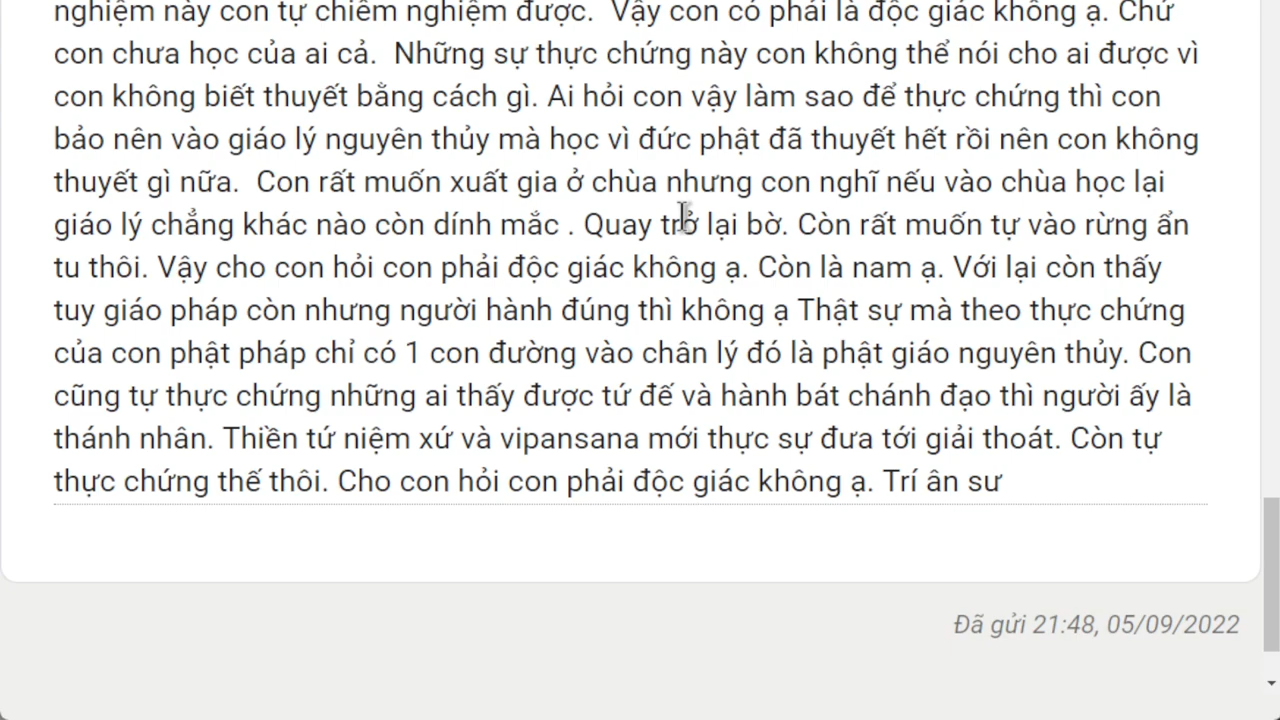 nghiệm này con tự chiêm nghiệm được.  Vậy con có phải là độc giác không ạ. Chứ
con chưa học của ai cả.  Những sự thực chứng này con không thể nói cho ai được vì
con không biết thuyết bằng cách gì. Ai hỏi con vậy làm sao để thực chứng thì con
bảo nên vào giáo lý nguyên thủy mà học vì đức phật đã thuyết hết rồi nên con không
thuyết gì nữa.  Con rất muốn xuất gia ở chùa nhưng con nghĩ nếu vào chùa học lại
giáo lý chẳng khác nào còn dính mắc . Quay trở lại bờ. Còn rất muốn tự vào rừng ẩn
tu thôi. Vậy cho con hỏi con phải độc giác không ạ. Còn là nam ạ. Với lại còn thấy
tuy giáo pháp còn nhưng người hành đúng thì không ạ Thật sự mà theo thực chứng
của con phật pháp chỉ có 1 con đường vào chân lý đó là phật giáo nguyên thủy. Con
cũng tự thực chứng những ai thấy được tứ đế và hành bát chánh đạo thì người ấy là
thánh nhân. Thiền tứ niệm xứ và vipansana mới thực sự đưa tới giải thoát. Còn tự
thực chứng thế thôi. Cho con hỏi con phải độc giác không ạ. Trí ân sư
Đã gửi 21:48, 05/09/2022